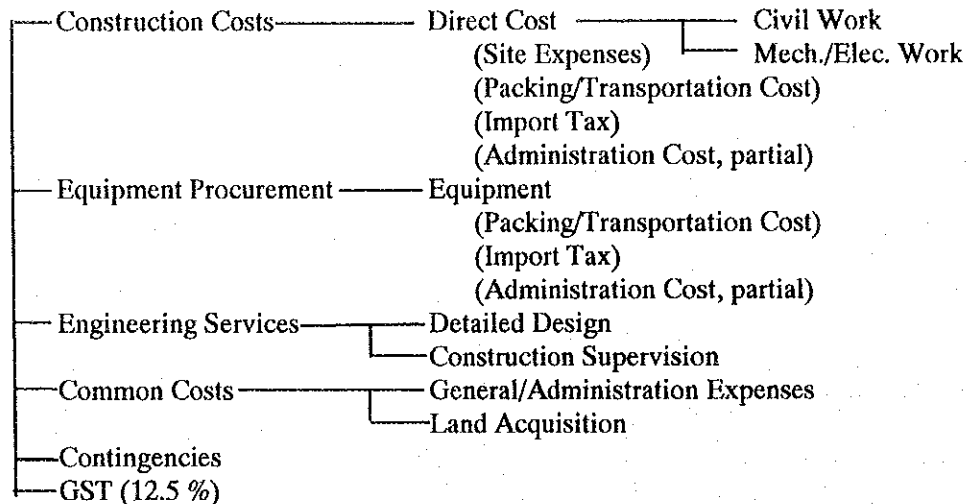 Construction Costs Direct Cost Civil Work
(Site Expenses) Mech./Elec. Work
(Packing/Transportation Cost)
(Import Tax)
(Administration Cost, partial)
Equipment Procurement Equipment
(Packing/Transportation Cost)
(Import Tax)
(Administration Cost, partial)
Engineering Services Detailed Design
Construction Supervision
Common Costs General/Administration Expenses
Land Acquisition
Contingencies
GST (12.5 %)